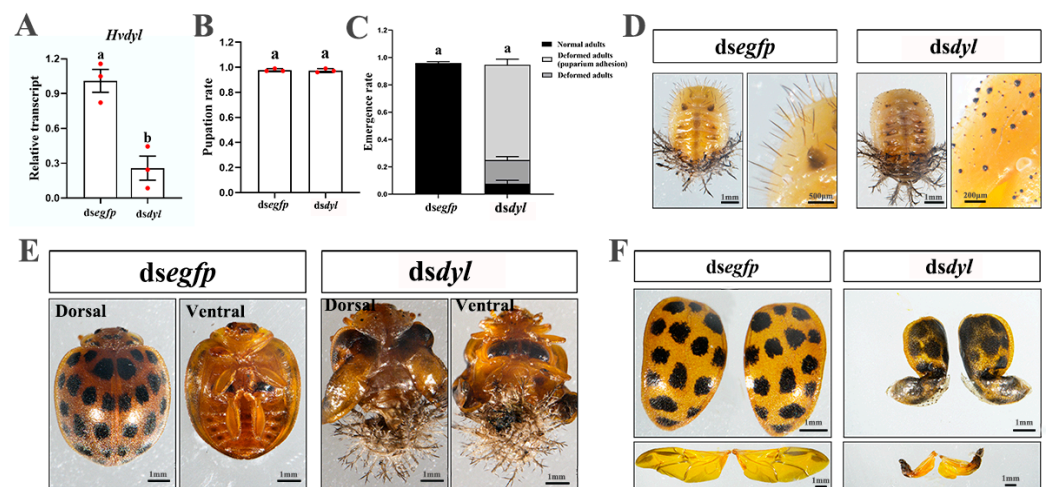 A
Hvdyl
a
b
Relative transcript
1.2
0.9
0.6
0.3
0.0
dsegfp
dsdyl
B
a
a
Pupation rate
1.2
1.0
0.8
0.6
0.4
0.2
0.0
dsegfp
dsdyl
C
a
a
Emergence rate
1.2
1.0
0.8
0.6
0.4
0.2
0.0
dsegfp
dsdyl
Normal adults
Deformed adults
(puparium adhesion)
Deformed adults
D
dsegfp
dsdyl
1mm
500µm
1mm
200µm
E
dsegfp
dsdyl
Dorsal
Ventral
Dorsal
Ventral
1mm
1mm
1mm
1mm
F
dsegfp
dsdyl
1mm
1mm
1mm
1mm